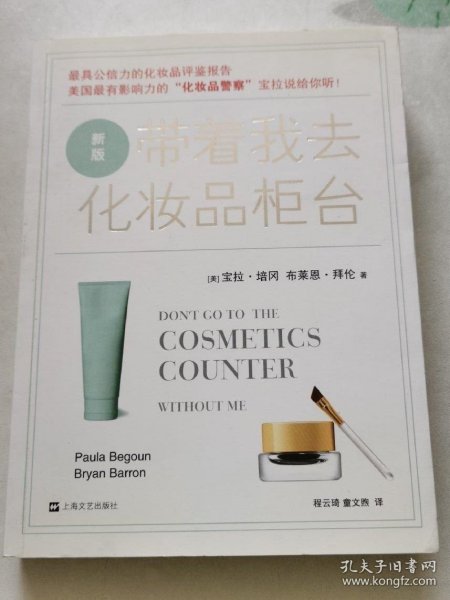 最具公信力的化妆品评鉴报告
美国最有影响力的“化妆品警察”宝拉说给你听！
新版
带着我去
化妆品柜台
[美]宝拉·培冈 布莱恩·拜伦 著
DON'T GO TO THE
COSMETICS
COUNTER
WITHOUT ME
Paula Begoun
Bryan Barron
上海文艺出版社
程云琦 童文煦 译
孔夫子旧书网
www.kongfz.com